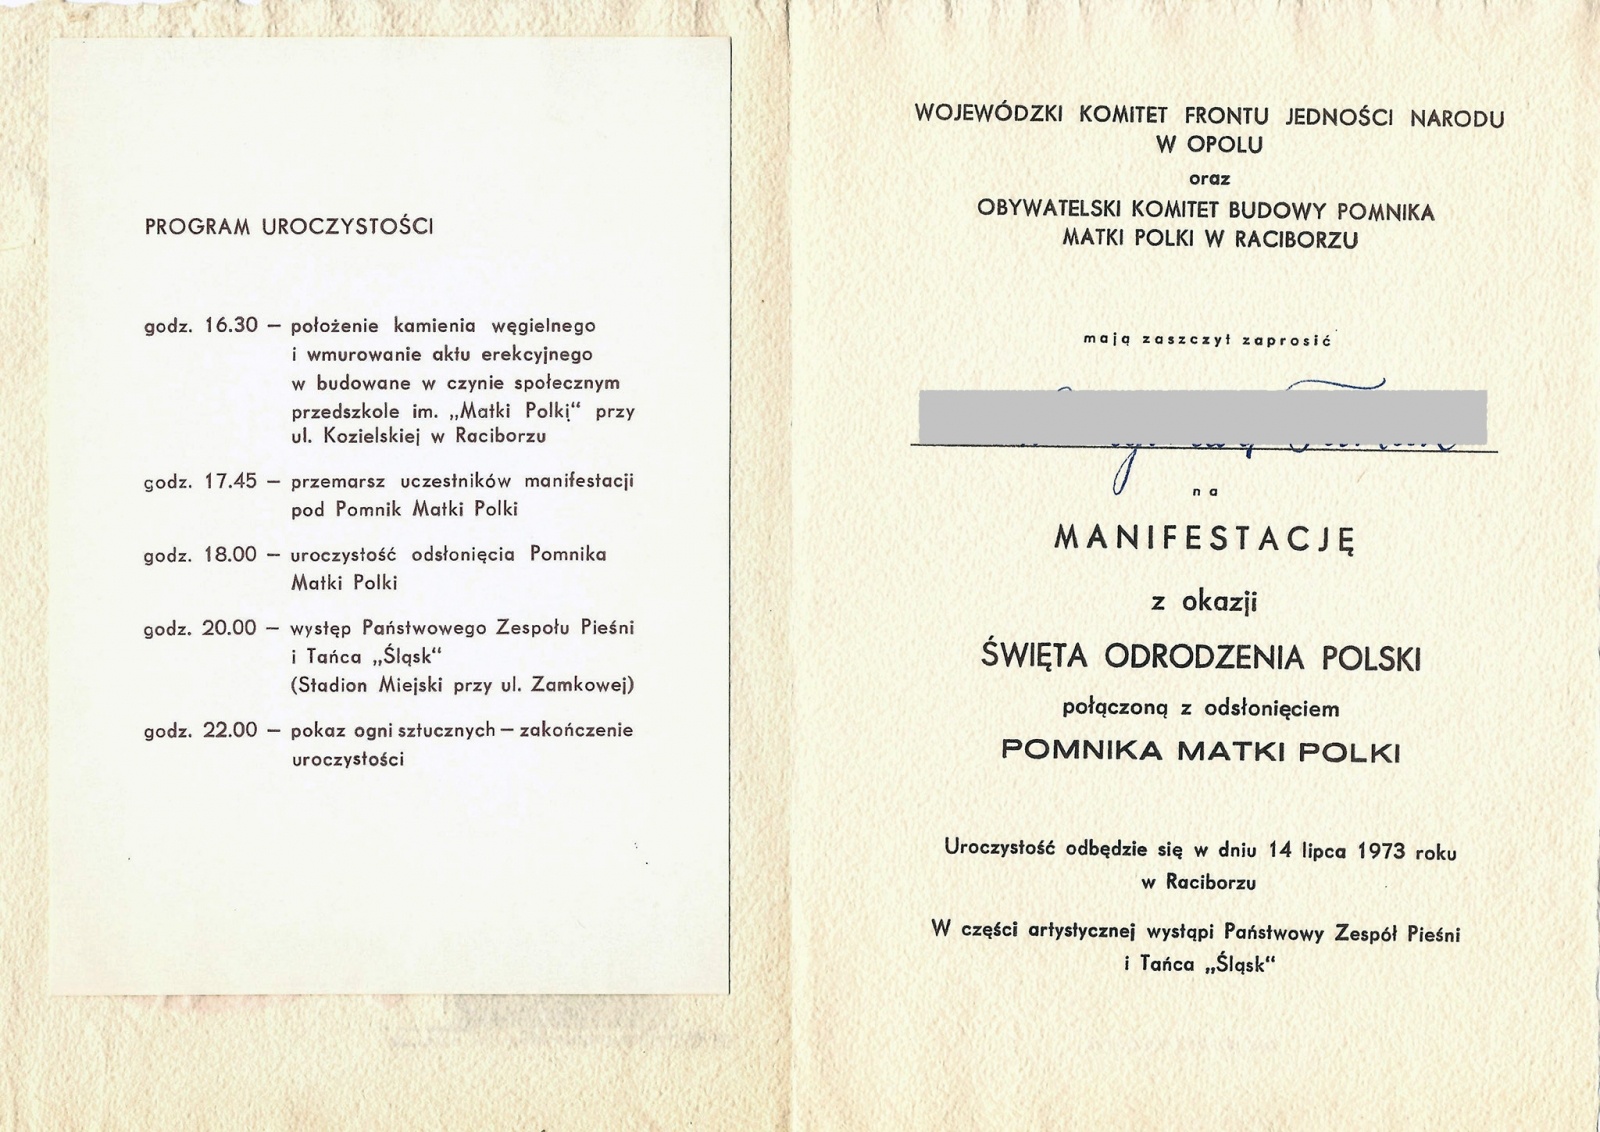 PROGRAM UROCZYSTOŚCI
godz. 16.30 — położenie kamienia węgielnego
i wmurowanie aktu erekcyjnego
w budowane w czynie społecznym
przedszkole im. „Matki Polki“ przy
ul. Kozielskiej w Raciborzu
godz. 17.45 — przemarsz uczestników manifestacji
pod Pomnik Matki Polki
godz. 18.00 — uroczystość odsłonięcia Pomnika
Matki Polki
godz. 20.00 — występ Państwowego Zespołu Pieśni
i Tańca „Śląsk“
(Stadion Miejski przy ul. Zamkowej)
godz. 22.00 — pokaz ogni sztucznych — zakończenie
uroczystości
WOJEWÓDZKI KOMITET FRONTU JEDNOŚCI NARODU
W OPOLU
oraz
OBYWATELSKI KOMITET BUDOWY POMNIKA
MATKI POLKI W RACIBORZU
mają zaszczyt zaprosić
na
MANIFESTACJĘ
z okazji
ŚWIĘTA ODRODZENIA POLSKI
połączoną z odsłonięciem
POMNIKA MATKI POLKI
Uroczystość odbędzie się w dniu 14 lipca 1973 roku
w Raciborzu
W części artystycznej wystąpi Państwowy Zespół Pieśni
i Tańca „Śląsk“